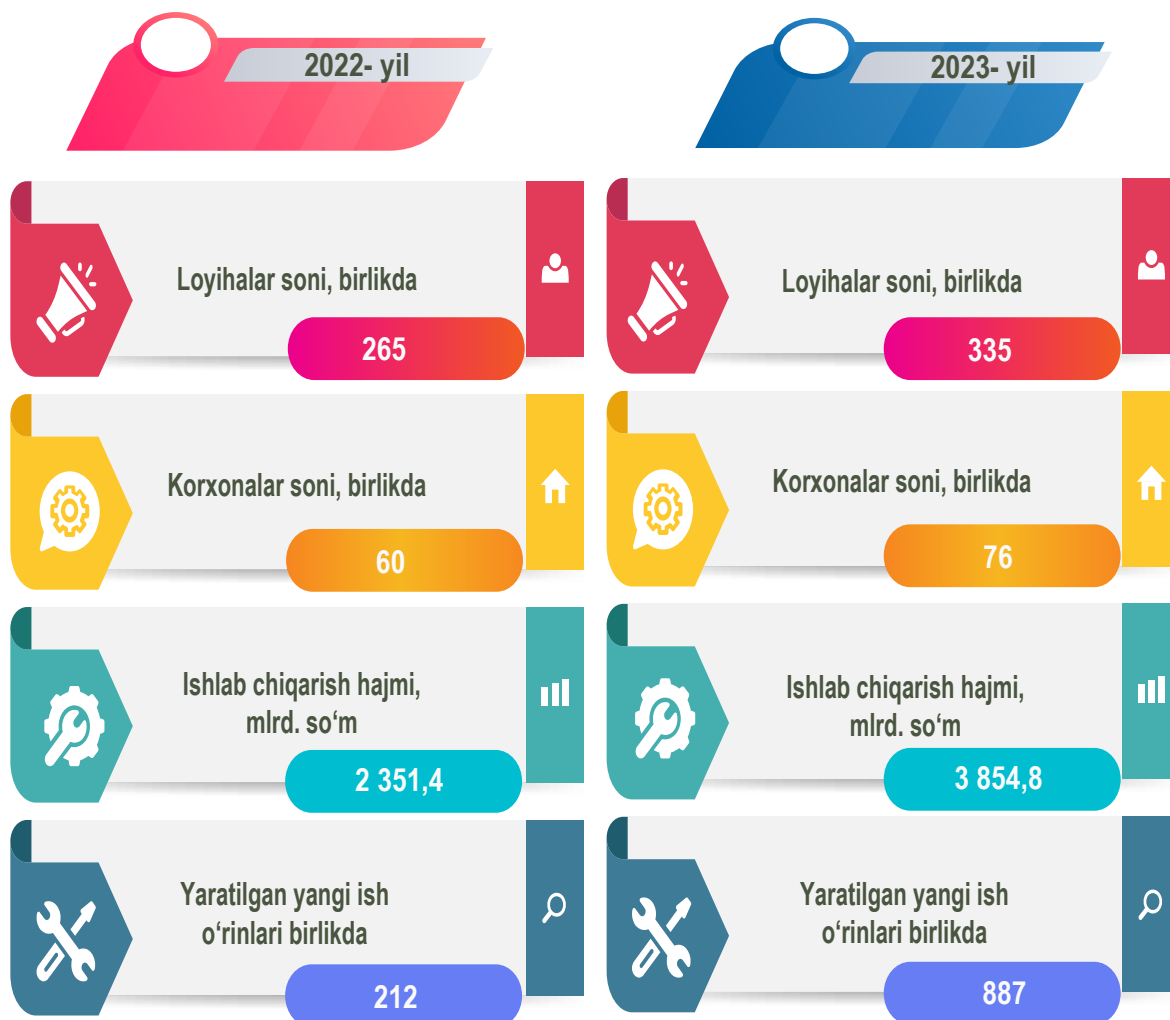 2022- yil
Loyihalar soni, birlikda
265
Korxonalar soni, birlikda
60
Ishlab chiqarish hajmi,
mlrd. so‘m
2 351,4
Yaratilgan yangi ish
o‘rinlari birlikda
212
2023- yil
Loyihalar soni, birlikda
335
Korxonalar soni, birlikda
76
Ishlab chiqarish hajmi,
mlrd. so‘m
3 854,8
Yaratilgan yangi ish
o‘rinlari birlikda
887